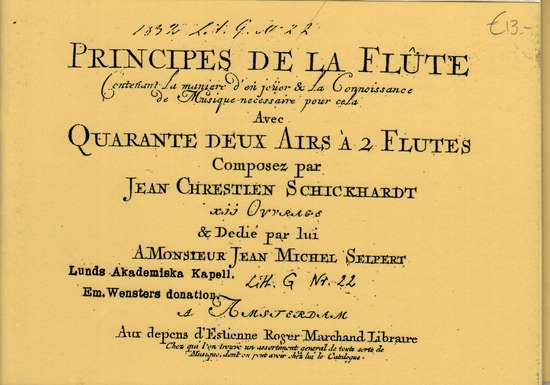 1832 Lit. G. No 22
€13.-
PRINCIPES DE LA FLÛTE
Contenant la maniere d'en joüer & la Connoissance
de Musique necessaire pour cela
Avec
QUARANTE DEUX AIRS À 2 FLUTES
Composez par
JEAN CHRESTIEN SCHICKHARDT
XII OUVRAGE
& Dedié par lui
A MONSIEUR JEAN MICHEL SELPERT
Lunds Akademiska Kapell.
Litt. G Nr. 22
Em. Wensters donation.
A AMSTERDAM
Aux depens d'Estienne Roger Marchand Libraire
Chez qui l'on trouve un assortiment general de toute sorte de
Musique, dont on peut avoir chez lui le Catalogue.